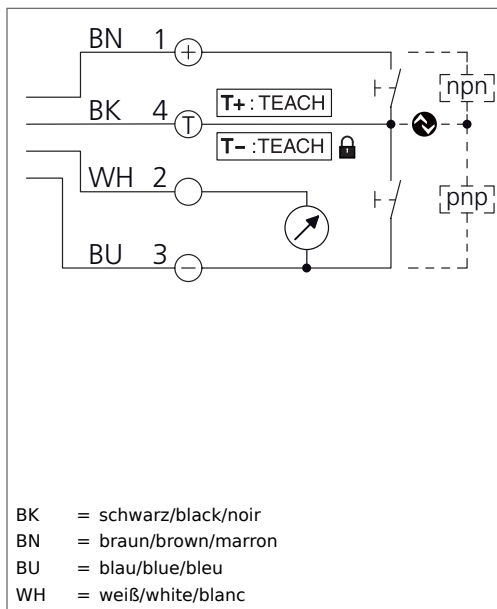 BN 1 +
BK 4 T T+ : TEACH npn
T− : TEACH
WH 2 pnp
BU 3 −
BK = schwarz/black/noir
BN = braun/brown/marron
BU = blau/blue/bleu
WH = weiß/white/blanc